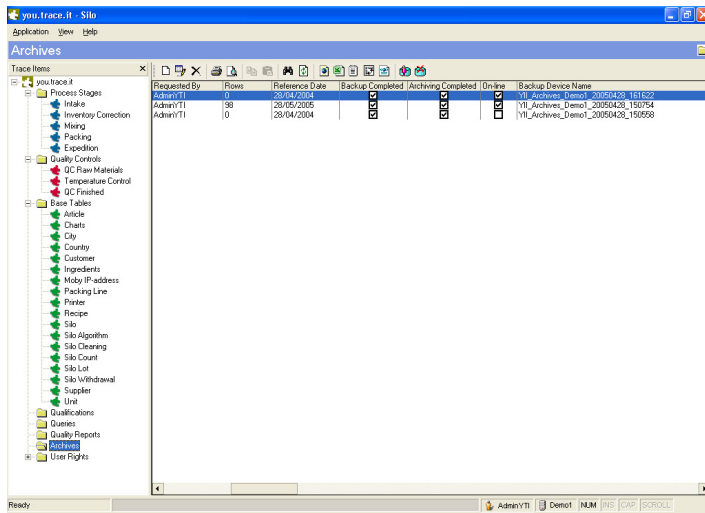 you.trace.it - Silo
Application View Help
Archives
Trace Items
you.trace.it
Process Stages
Intake
Inventory Correction
Mixing
Packing
Expedition
Quality Controls
QC Raw Materials
Temperature Control
QC Finished
Base Tables
Article
Charts
City
Country
Customer
Ingredients
Moby IP-address
Packing Line
Printer
Recipe
Silo
Silo Algorithm
Silo Cleaning
Silo Count
Silo Lot
Silo Withdrawal
Supplier
Unit
Qualifications
Queries
Quality Reports
Archives
User Rights
Requested By Rows Reference Date Backup Completed Archiving Completed On-line Backup Device Name
AdminYTI 0 28/04/2004 YII_Archives_Demo1_20050428_161622
AdminYTI 98 28/05/2005 YII_Archives_Demo1_20050428_150754
AdminYTI 0 28/04/2004 YII_Archives_Demo1_20050428_150558
Ready AdminYTI Demo1 NUM INS CAP SCROLL